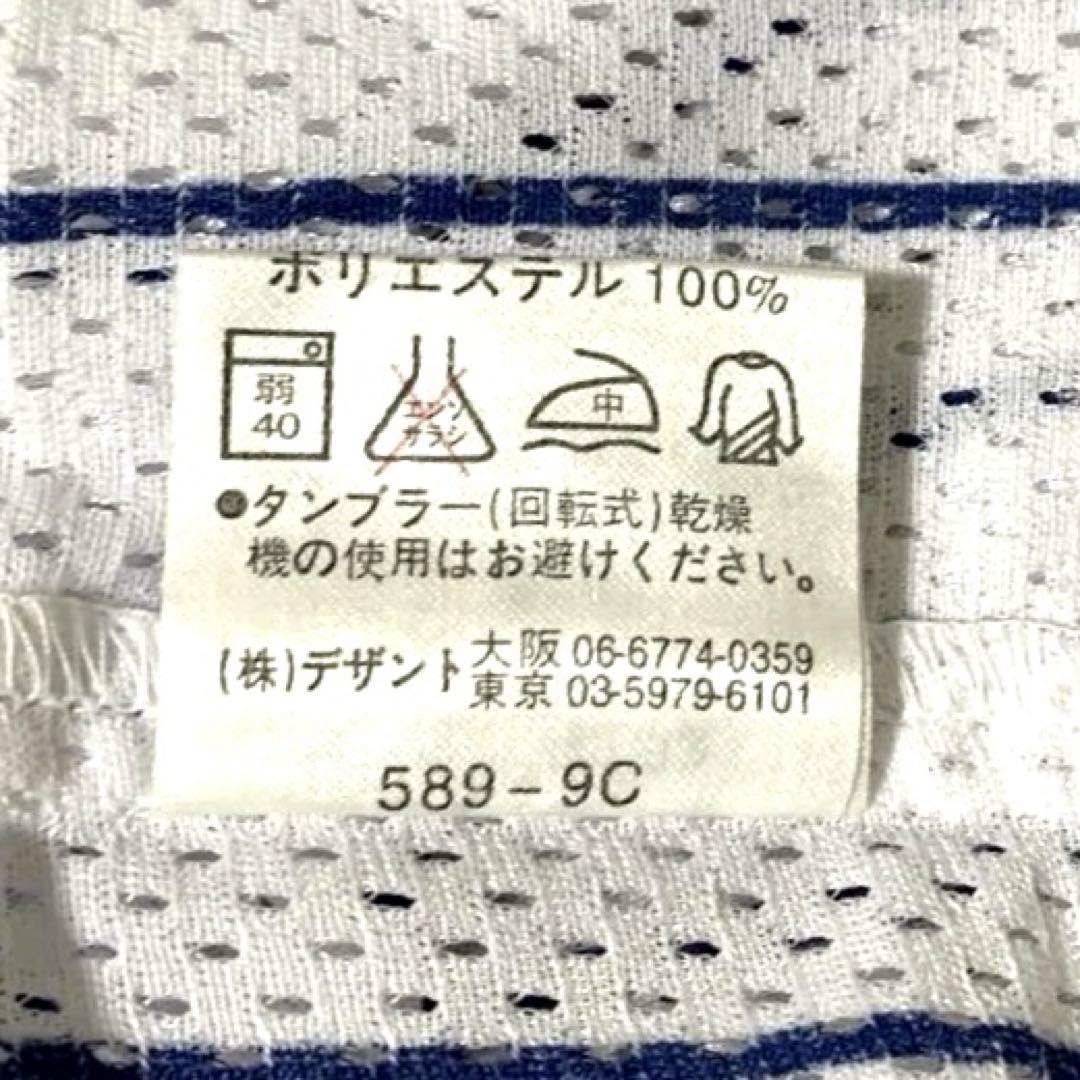 ポリエステル 100%
弱
40
エンソ
サラシ
中
●タンブラー(回転式)乾燥
機の使用はお避けください。
(株)デザント 大阪 06-6774-0359
東京 03-5979-6101
589-9C